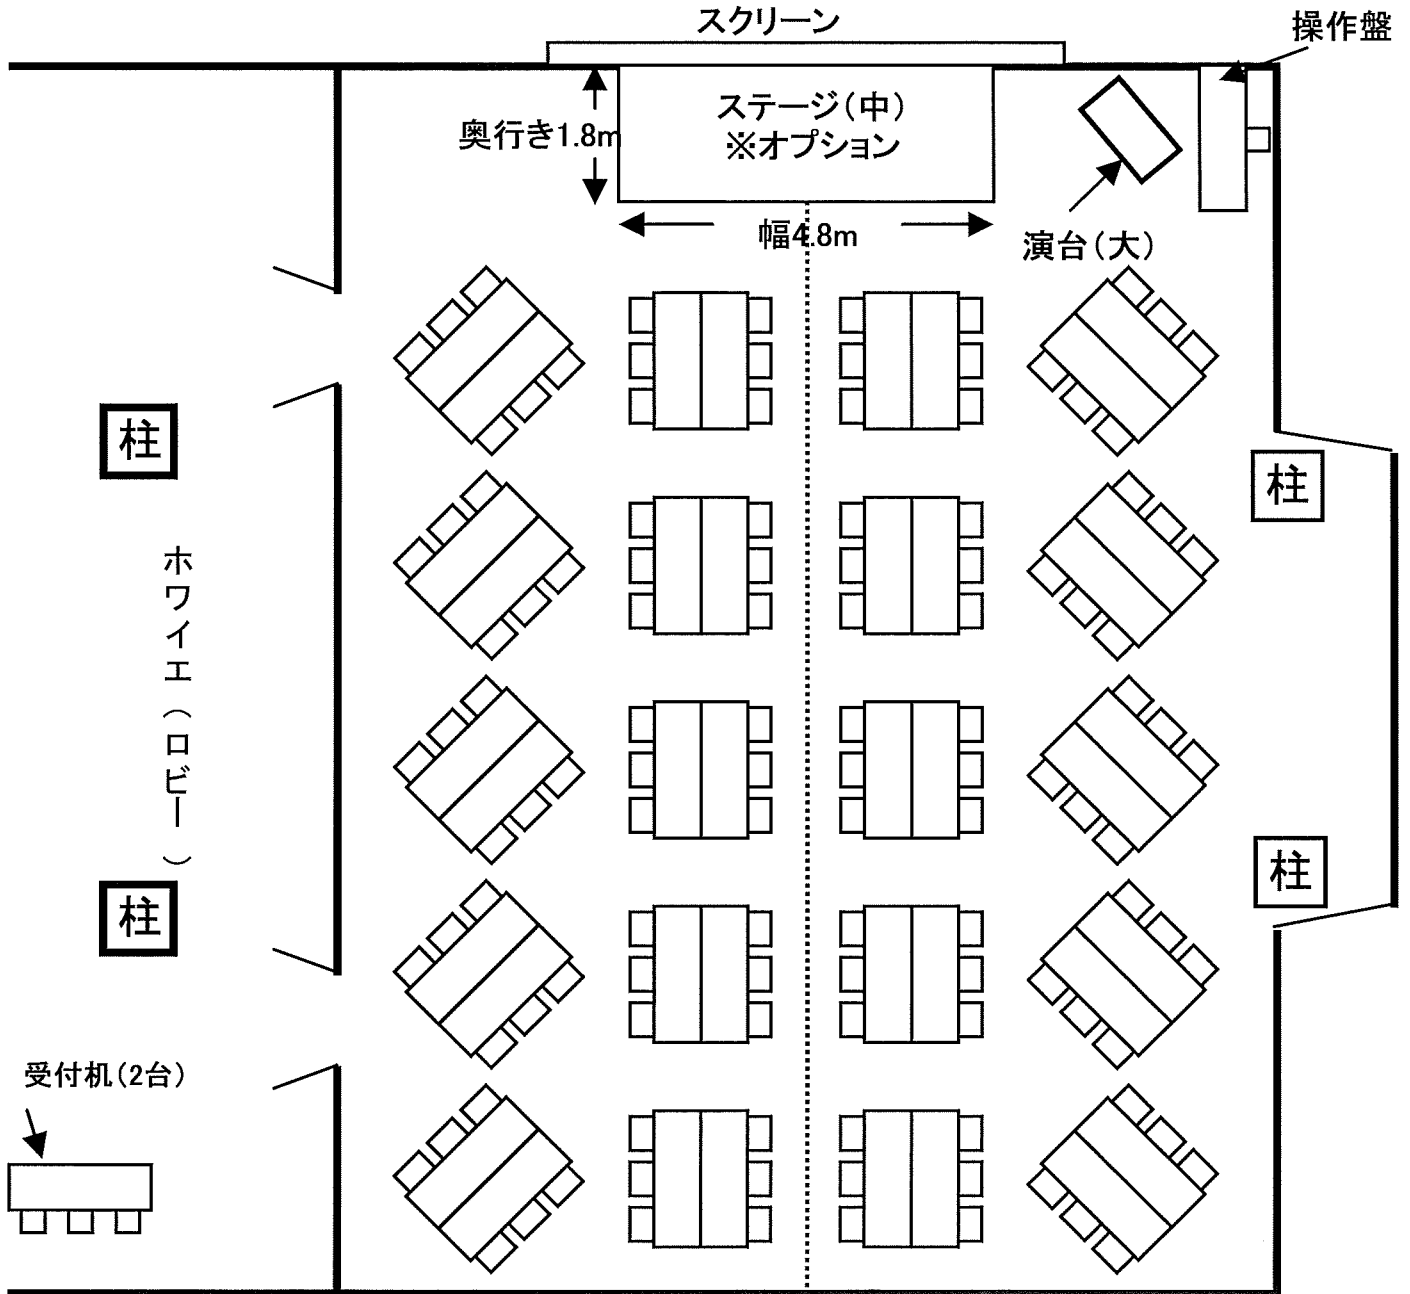 スクリーン
操作盤
ステージ(中)
※オプション
奥行き1.8m
幅4.8m
演台(大)
柱
柱
ホワイエ(ロビー)
柱
柱
受付机(2台)